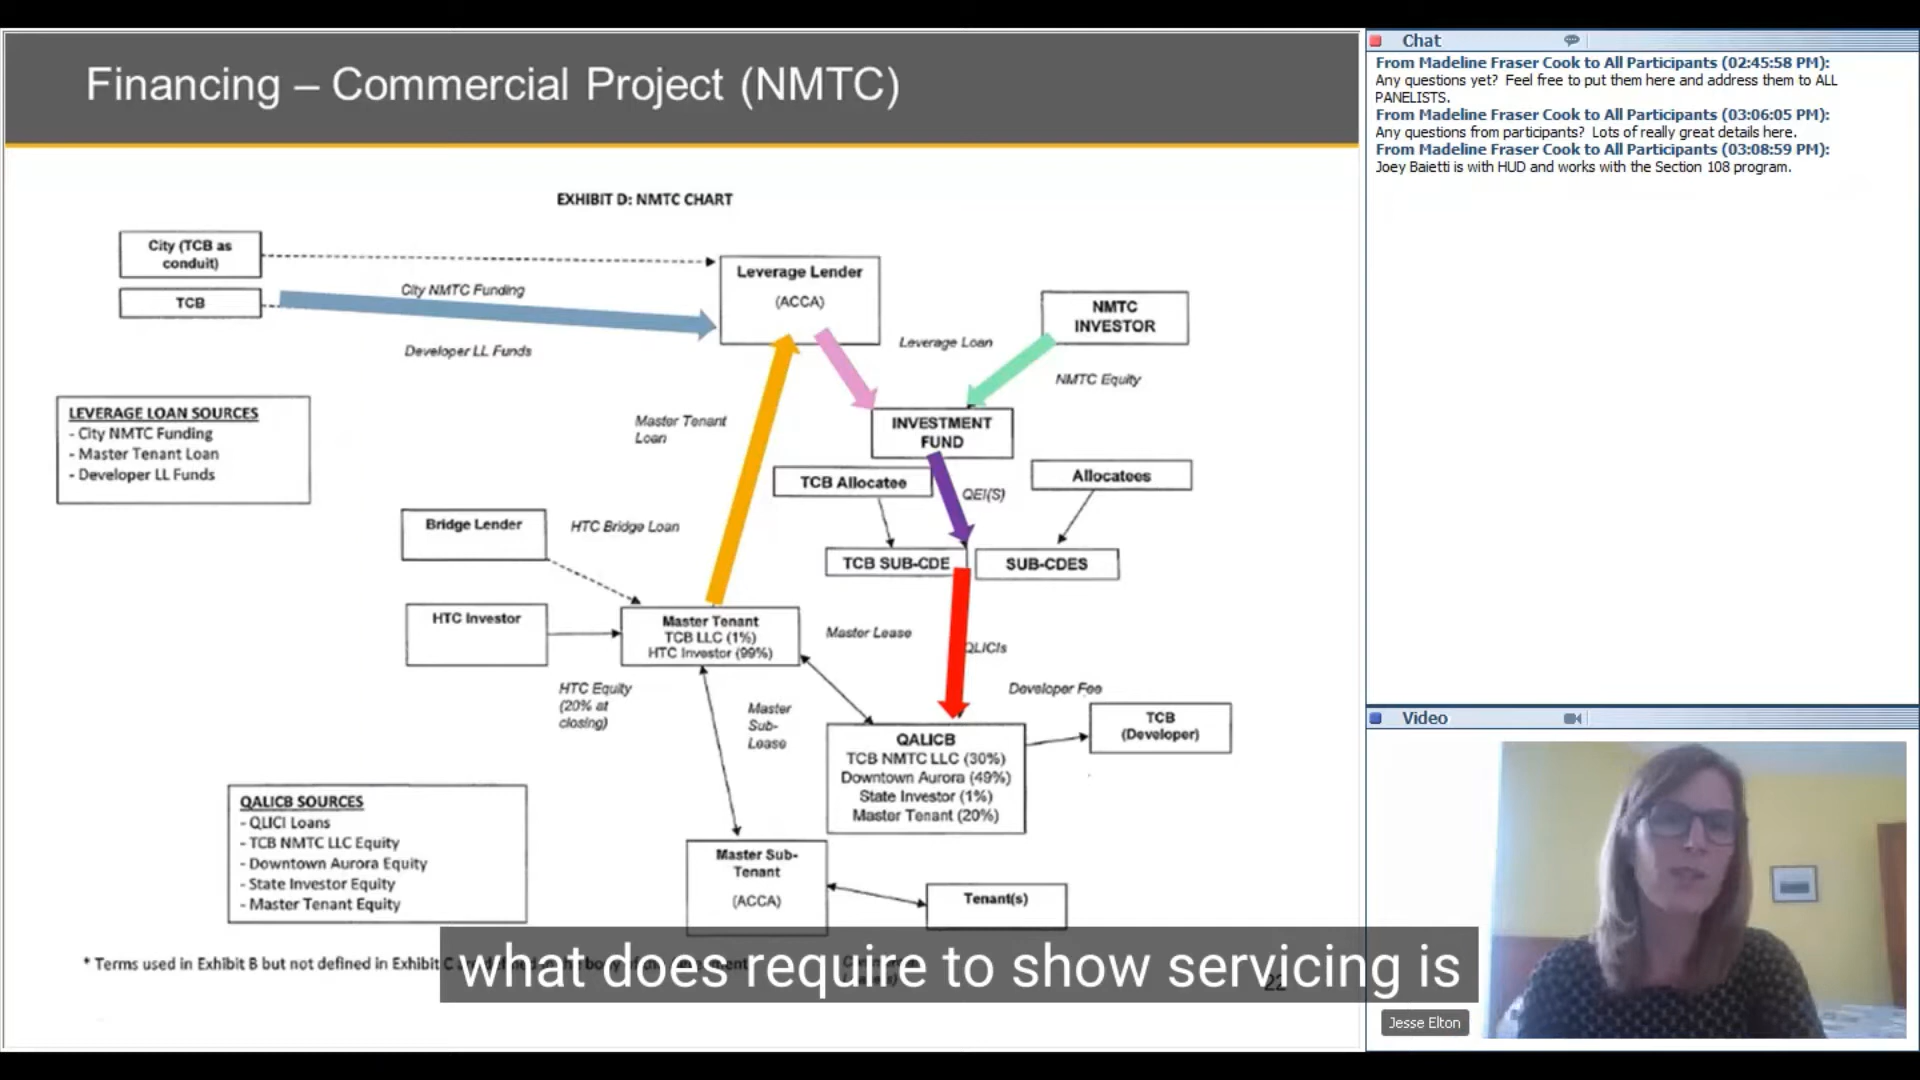 Financing – Commercial Project (NMTC)
EXHIBIT D: NMTC CHART
City (TCB as
conduit)
TCB
City NMTC Funding
Developer LL Funds
Leverage Lender
(ACCA)
Leverage Loan
NMTC
INVESTOR
NMTC Equity
LEVERAGE LOAN SOURCES
- City NMTC Funding
- Master Tenant Loan
- Developer LL Funds
Master Tenant
Loan
INVESTMENT
FUND
TCB Allocatee
QEI(S)
Allocatees
Bridge Lender
HTC Bridge Loan
TCB SUB-CDE
SUB-CDES
HTC Investor
Master Tenant
TCB LLC (1%)
HTC Investor (99%)
Master Lease
QLICIs
HTC Equity
(20% at
closing)
Master
Sub-
Lease
Developer Fee
QALICB
TCB NMTC LLC (30%)
Downtown Aurora (49%)
State Investor (1%)
Master Tenant (20%)
TCB
(Developer)
QALICB SOURCES
- QLICI Loans
- TCB NMTC LLC Equity
- Downtown Aurora Equity
- State Investor Equity
- Master Tenant Equity
Master Sub-
Tenant
(ACCA)
Tenant(s)
* Terms used in Exhibit B but not defined in Exhibit
22
what does require to show servicing is
Chat
From Madeline Fraser Cook to All Participants (02:45:58 PM):
Any questions yet? Feel free to put them here and address them to ALL
PANELISTS.
From Madeline Fraser Cook to All Participants (03:06:05 PM):
Any questions from participants? Lots of really great details here.
From Madeline Fraser Cook to All Participants (03:08:59 PM):
Joey Baietti is with HUD and works with the Section 108 program.
Video
Jesse Elton